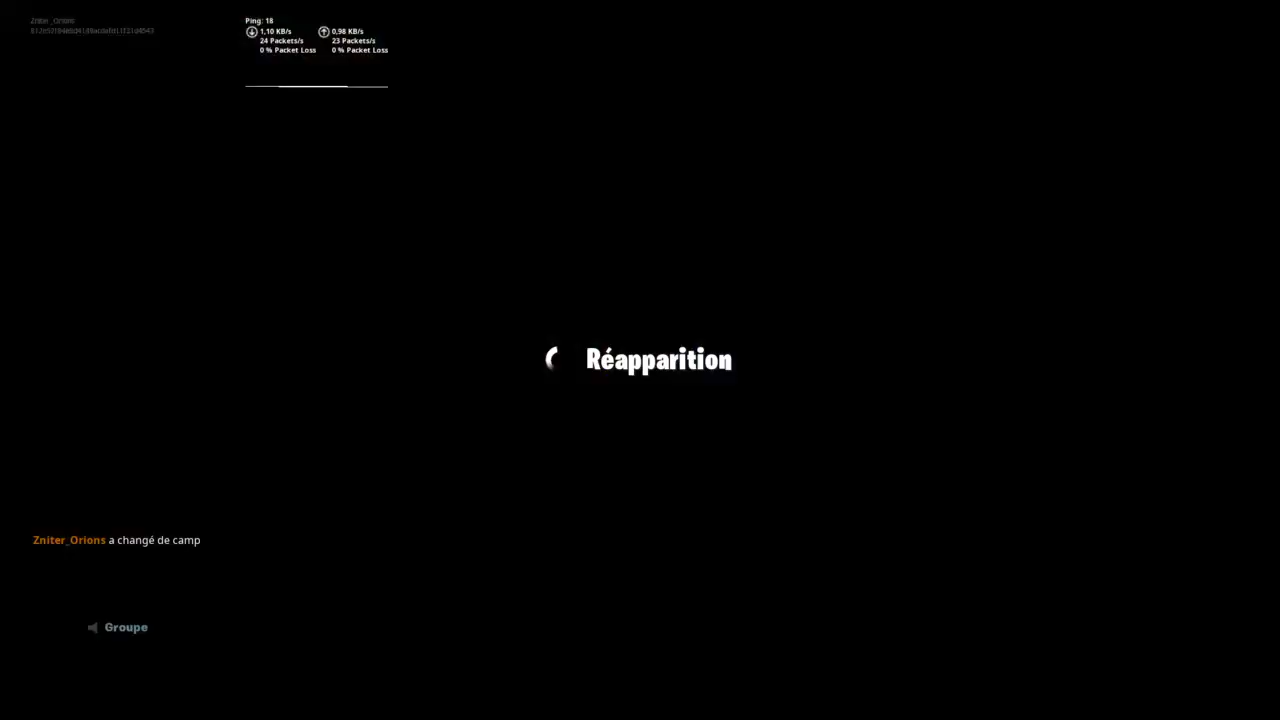 Zniter_Orions
Ping: 18
1,10 KB/s
24 Packets/s
0 % Packet Loss
0,98 KB/s
23 Packets/s
0 % Packet Loss
Réapparition
Zniter_Orions a changé de camp
Groupe